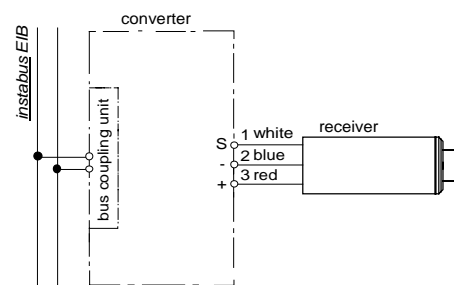 converter
instabus EIB
bus coupling unit
S
-
+
1 white
2 blue
3 red
receiver